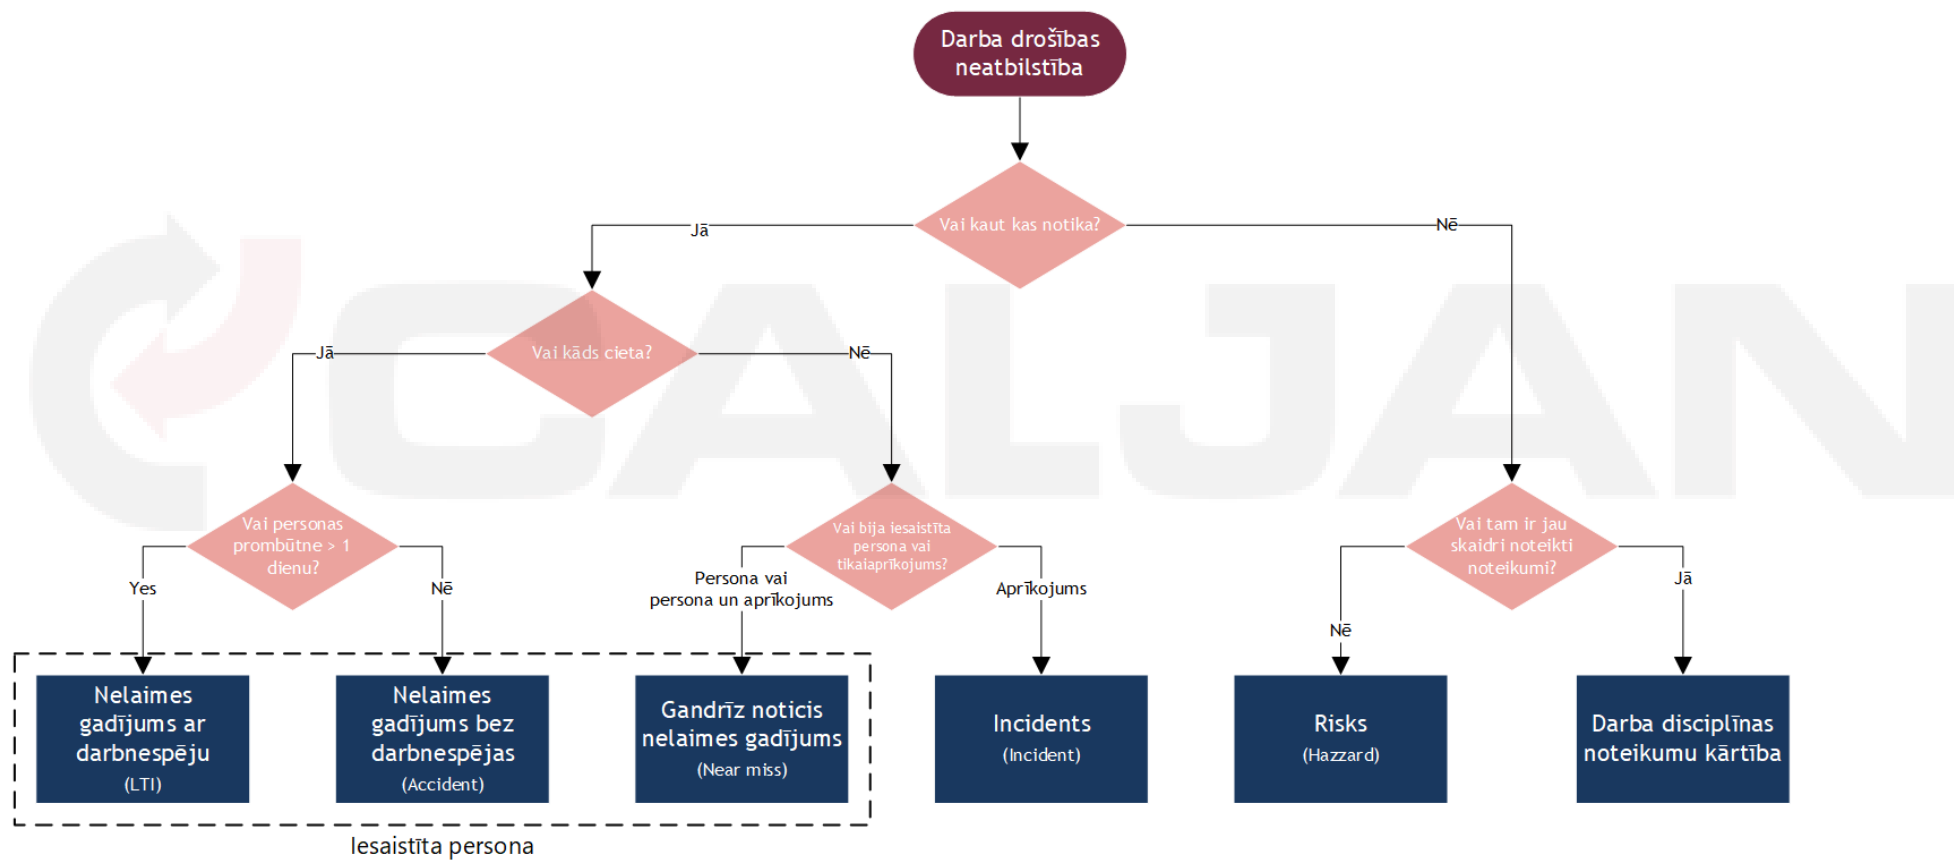 Darba drošības
neatbilstība
Vai kaut kas notika?
Jā
Nē
Vai kāds cieta?
Jā
Nē
Vai personas
prombūtne > 1
dienu?
Vai bija iesaistīta
persona vai
tikaiaprīkojums?
Vai tam ir jau
skaidri noteikti
noteikumi?
Yes
Nē
Persona vai
persona un aprīkojums
Aprīkojums
Nē
Jā
Nelaimes
gadījums ar
darbnespēju
(LTI)
Nelaimes
gadījums bez
darbnespējas
(Accident)
Gandrīz noticis
nelaimes gadījums
(Near miss)
Incidents
(Incident)
Risks
(Hazzard)
Darba disciplīnas
noteikumu kārtība
Iesaistīta persona
CALJAN